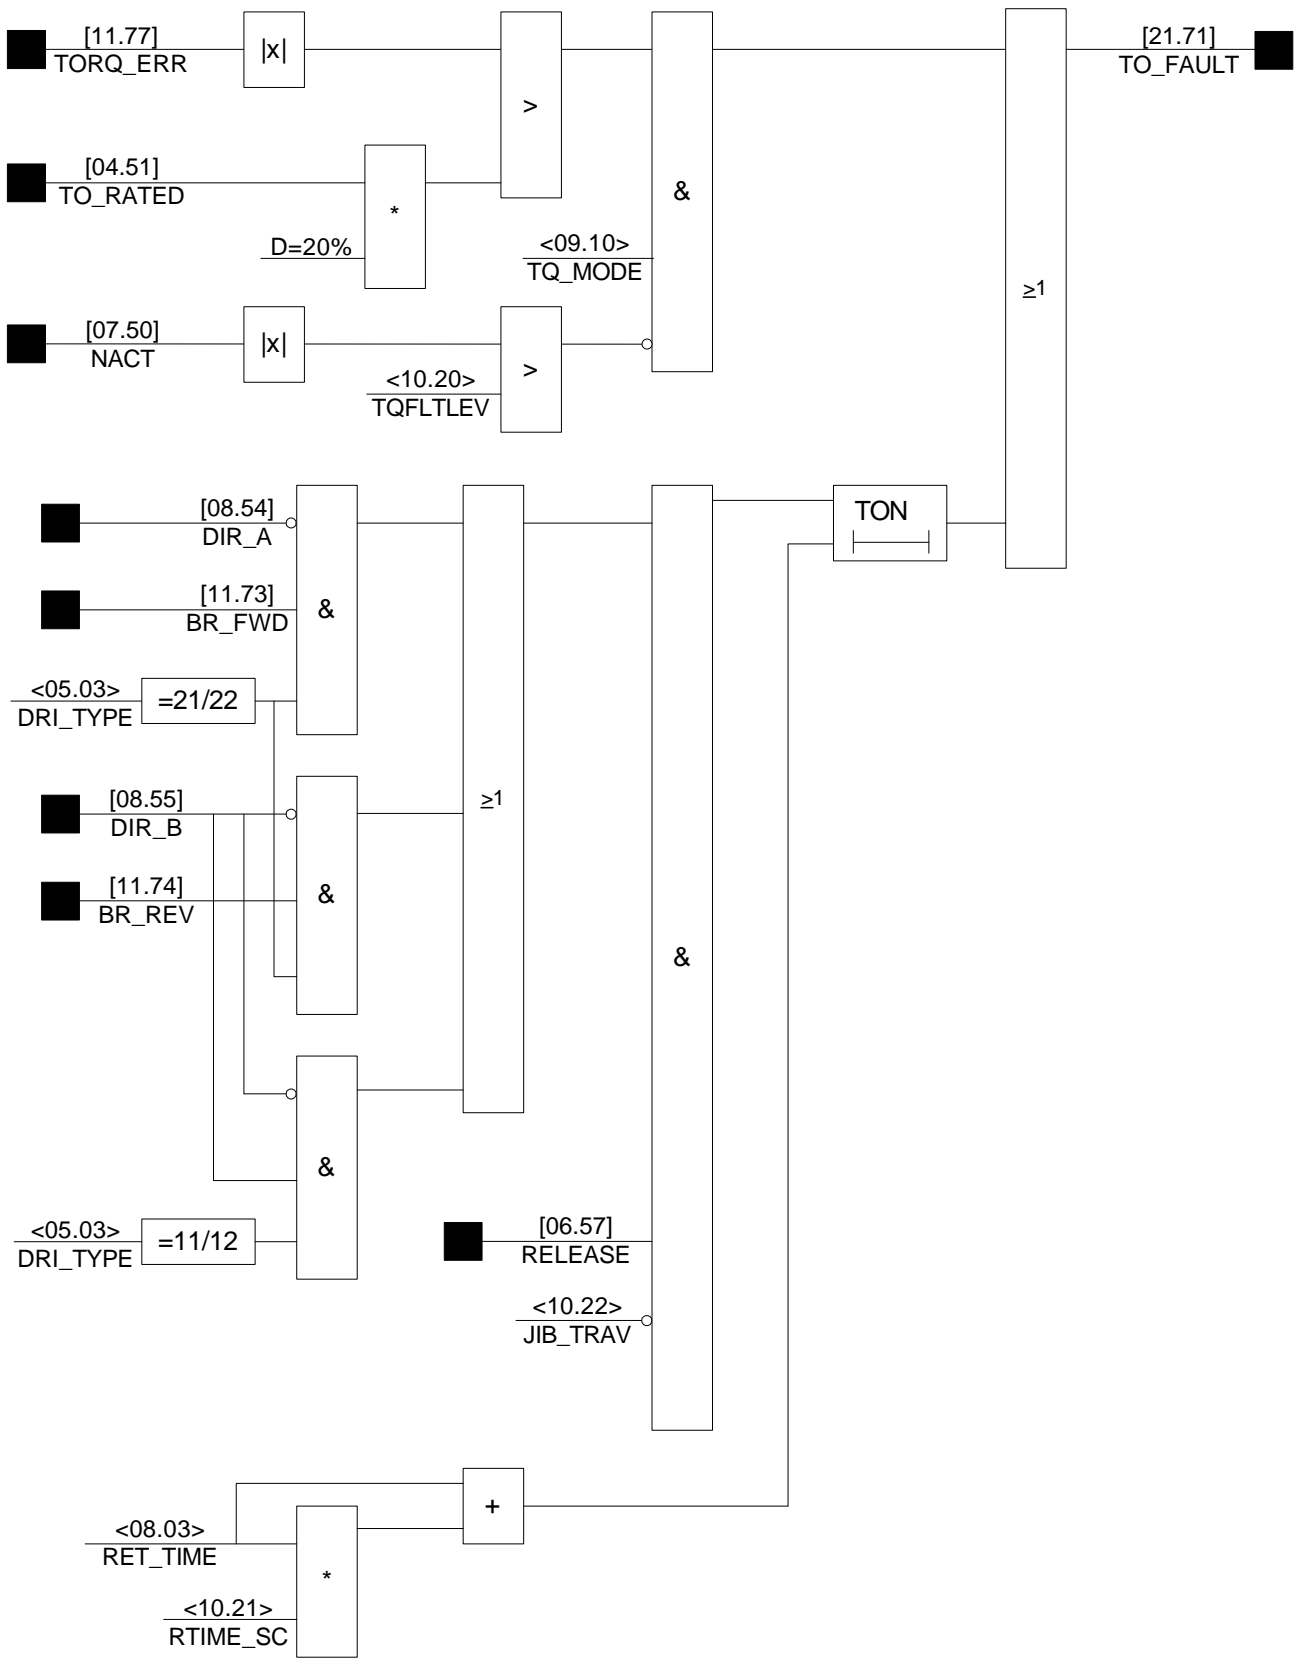 [11.77]
TORQ_ERR
|x|
>
&
≥1
[21.71]
TO_FAULT
[04.51]
TO_RATED
*
D=20%
<09.10>
TQ_MODE
[07.50]
NACT
|x|
>
<10.20>
TQFLTLEV
[08.54]
DIR_A
[11.73]
BR_FWD
&
<05.03>
DRI_TYPE
=21/22
TON
[08.55]
DIR_B
[11.74]
BR_REV
&
≥1
&
&
<05.03>
DRI_TYPE
=11/12
[06.57]
RELEASE
<10.22>
JIB_TRAV
+
<08.03>
RET_TIME
*
<10.21>
RTIME_SC